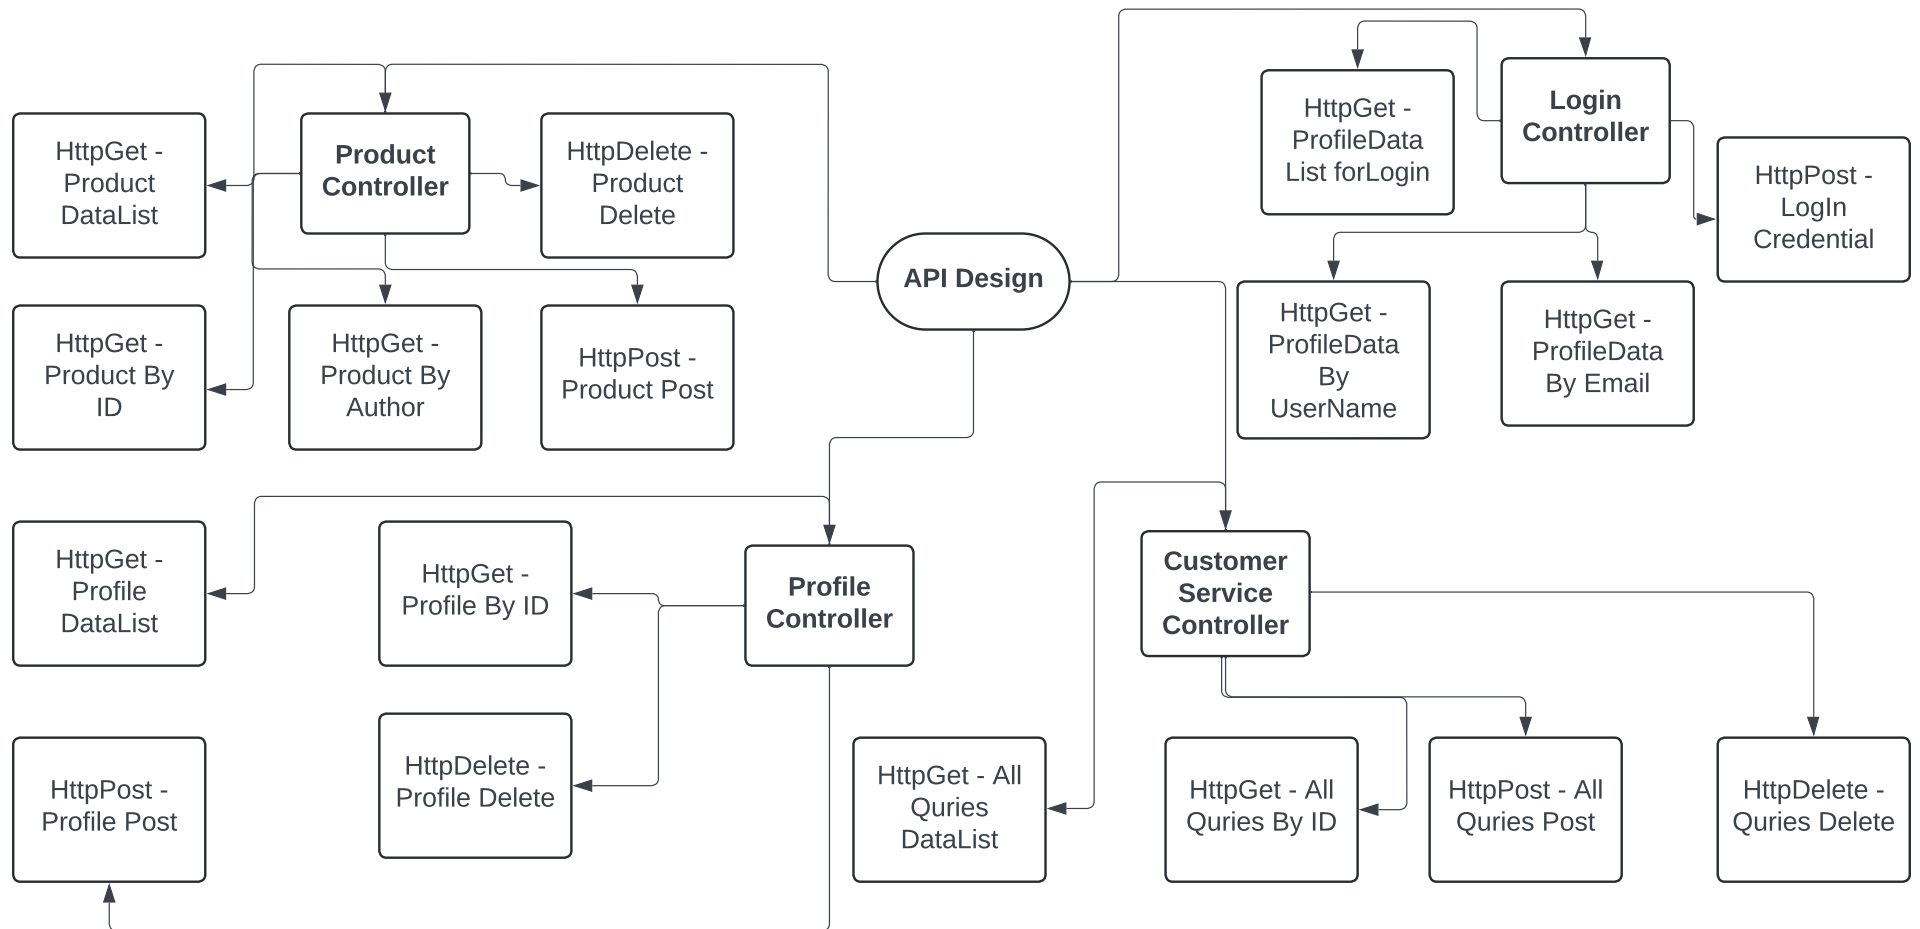 HttpGet -
Product
DataList
Product
Controller
HttpDelete -
Product
Delete
HttpGet -
Product By
ID
HttpGet -
Product By
Author
HttpPost -
Product Post
API Design
HttpGet -
ProfileData
List forLogin
Login
Controller
HttpPost -
LogIn
Credential
HttpGet -
ProfileData
By
UserName
HttpGet -
ProfileData
By Email
HttpGet -
Profile
DataList
HttpGet -
Profile By ID
Profile
Controller
HttpPost -
Profile Post
HttpDelete -
Profile Delete
Customer
Service
Controller
HttpGet - All
Quries
DataList
HttpGet - All
Quries By ID
HttpPost - All
Quries Post
HttpDelete -
Quries Delete